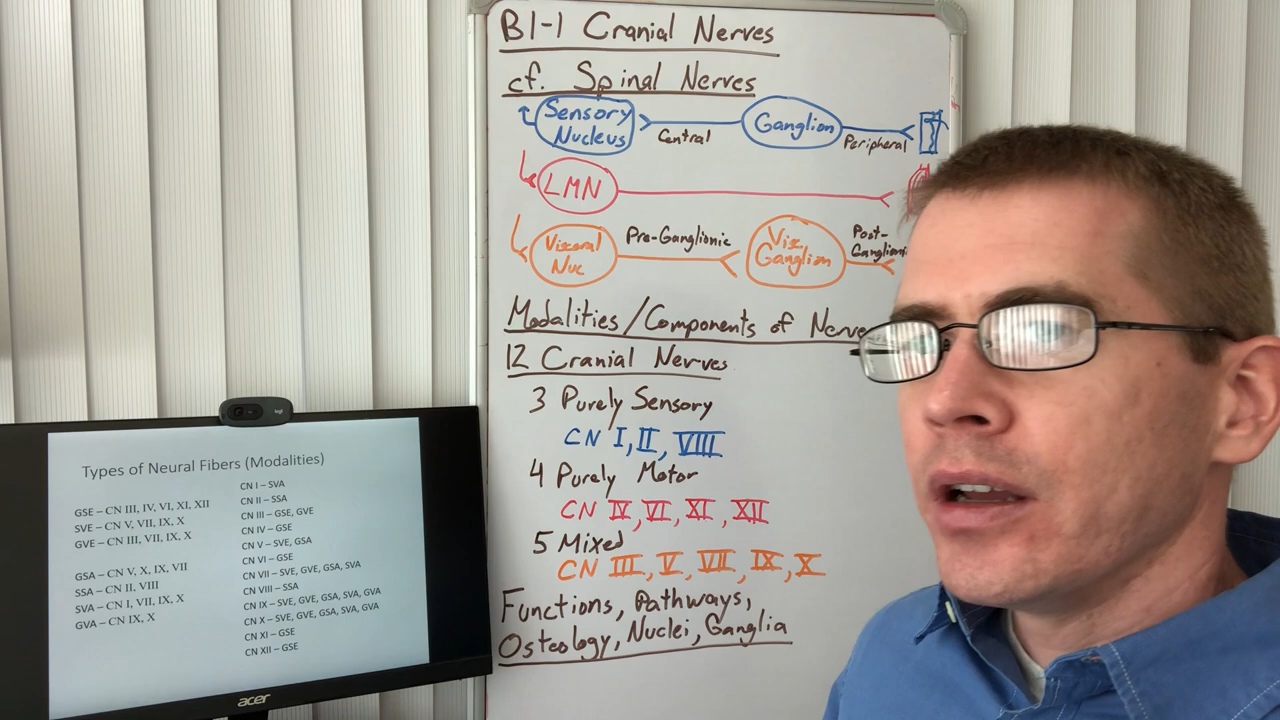 B1-1 Cranial Nerves
cf. Spinal Nerves
Sensory Nucleus
Central
Ganglion
Peripheral
LMN
Visceral Nuc
Pre-Ganglionic
Visc Ganglion
Post-
Modalities/Components of
12 Cranial Nerves
3 Purely Sensory
CN I, II, VIII
4 Purely Motor
CN IV, VI, XI, XII
5 Mixed
CN III, V, VII, IX, X
Functions, Pathways,
Osteology, Nuclei, Ganglia
Types of Neural Fibers (Modalities)
GSE – CN III, IV, VI, XI, XII
SVE – CN V, VII, IX, X
GVE – CN III, VII, IX, X
GSA – CN V, X, IX, VII
SSA – CN II, VIII
SVA – CN I, VII, IX, X
GVA – CN IX, X
CN I – SVA
CN II – SSA
CN III – GSE, GVE
CN IV – GSE
CN V – SVE, GSA
CN VI – GSE
CN VII – SVE, GVE, GSA, SVA
CN VIII – SSA
CN IX – SVE, GVE, GSA, SVA, GVA
CN X – SVE, GVE, GSA, SVA, GVA
CN XI – GSE
CN XII – GSE
acer